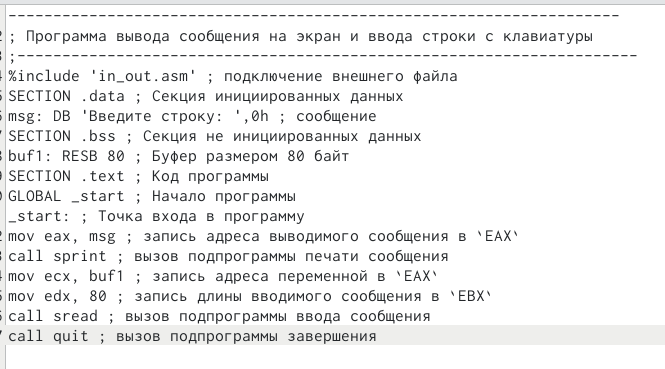 --------------------------------------------------------------------
; Программа вывода сообщения на экран и ввода строки с клавиатуры
;---------------------------------------------------------------------
%include 'in_out.asm' ; подключение внешнего файла
SECTION .data ; Секция инициированных данных
msg: DB 'Введите строку: ',0h ; сообщение
SECTION .bss ; Секция не инициированных данных
buf1: RESB 80 ; Буфер размером 80 байт
SECTION .text ; Код программы
GLOBAL _start ; Начало программы
_start: ; Точка входа в программу
mov eax, msg ; запись адреса выводимого сообщения в `EAX`
call sprint ; вызов подпрограммы печати сообщения
mov ecx, buf1 ; запись адреса переменной в `EAX`
mov edx, 80 ; запись длины вводимого сообщения в `EBX`
call sread ; вызов подпрограммы ввода сообщения
call quit ; вызов подпрограммы завершения